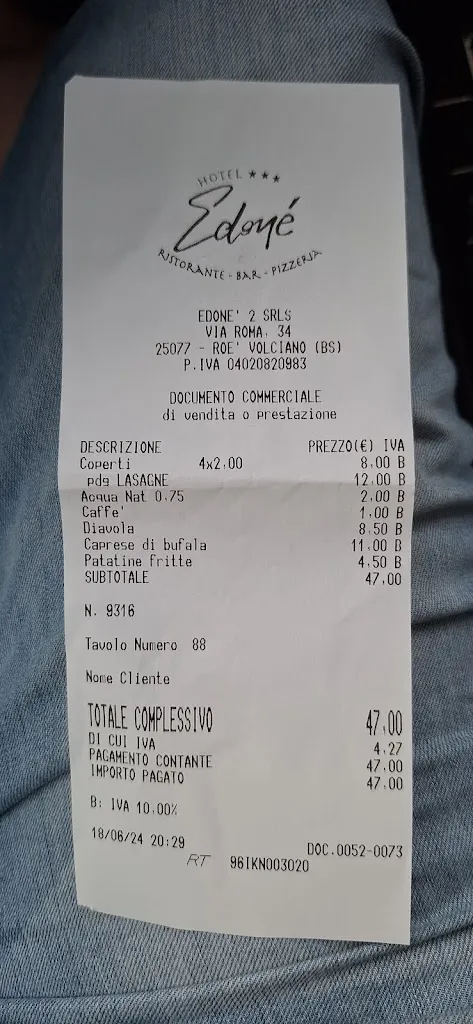 HOTEL ★★★
Edoné
RISTORANTE - BAR - PIZZERIA
EDONE' 2 SRLS
VIA ROMA, 34
25077 - ROE' VOLCIANO (BS)
P.IVA 04020820983
DOCUMENTO COMMERCIALE
di vendita o prestazione
DESCRIZIONE PREZZO(€) IVA
Coperti 4x2,00 8,00 B
pdg LASAGNE 12,00 B
Acqua Nat 0,75 2,00 B
Caffe' 1,00 B
Diavola 8,50 B
Caprese di bufala 11,00 B
Patatine fritte 4,50 B
SUBTOTALE 47,00
N. 9316
Tavolo Numero 88
Nome Cliente
TOTALE COMPLESSIVO 47,00
DI CUI IVA 4,27
PAGAMENTO CONTANTE 47,00
IMPORTO PAGATO 47,00
B: IVA 10,00%
18/06/24 20:29 DOC.0052-0073
RT 96IKN003020